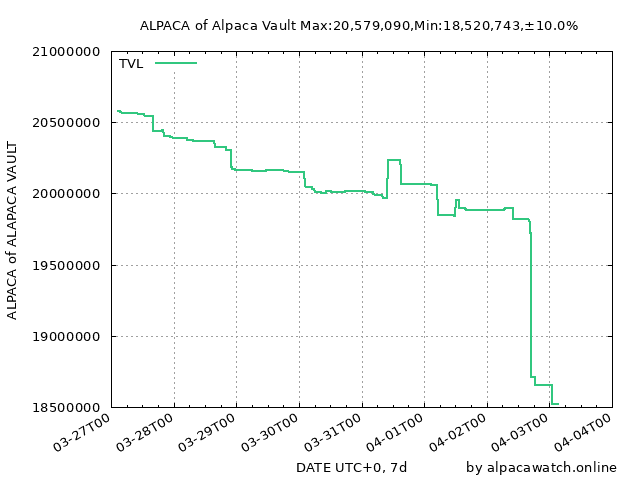 ALPACA of Alpaca Vault Max:20,579,090,Min:18,520,743,±10.0%
TVL
21000000
20500000
20000000
19500000
19000000
18500000
ALPACA of ALAPACA VAULT
03-27T00
03-28T00
03-29T00
03-30T00
03-31T00
04-01T00
04-02T00
04-03T00
04-04T00
DATE UTC+0, 7d
by alpacawatch.online